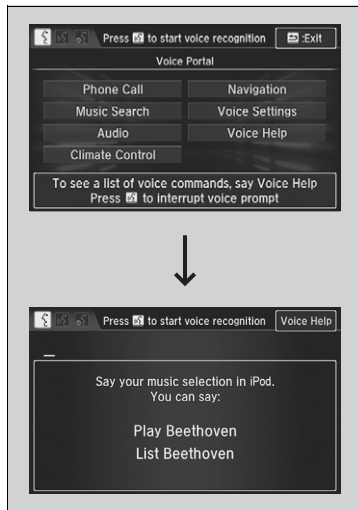 Press to start voice recognition :Exit
Voice Portal
Phone Call Navigation
Music Search Voice Settings
Audio Voice Help
Climate Control
To see a list of voice commands, say Voice Help
Press to interrupt voice prompt
Press to start voice recognition Voice Help
Say your music selection in iPod.
You can say:
Play Beethoven
List Beethoven